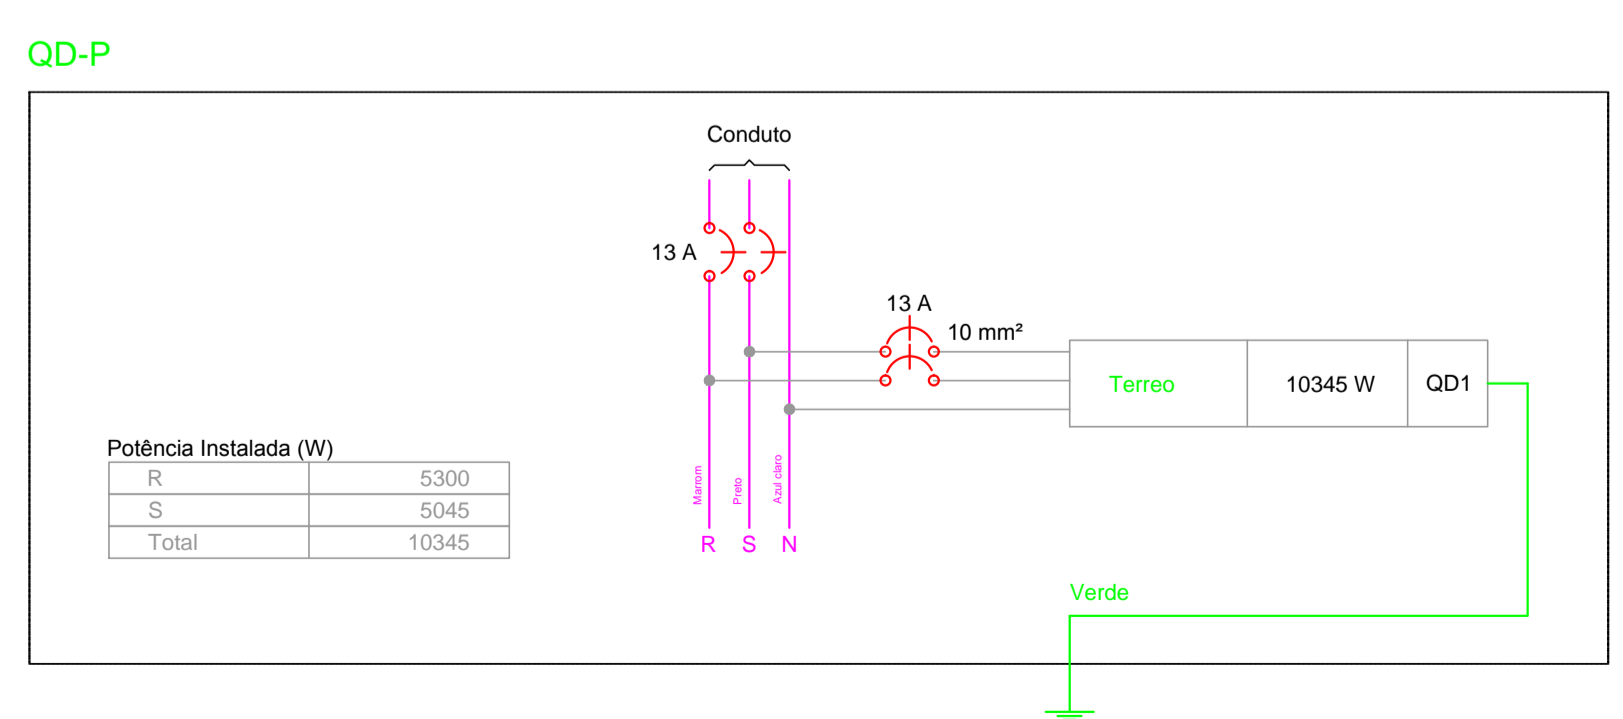 QD-P
Conduto
13 A
13 A
10 mm²
Terreo 10345 W QD1
Potência Instalada (W)
R 5300
S 5045
Total 10345
Marrom
Preto
Azul claro
R S N
Verde